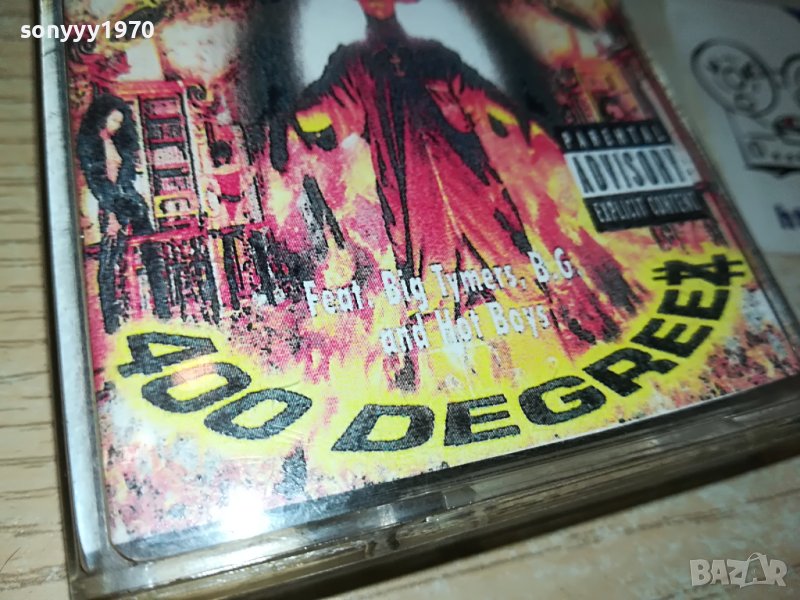 sonyyy1970
PARENTAL
ADVISORY
EXPLICIT CONTENT
Feat. Big Tymers, B.G.
and Hot Boys
400 DEGREEZ
BAZAR